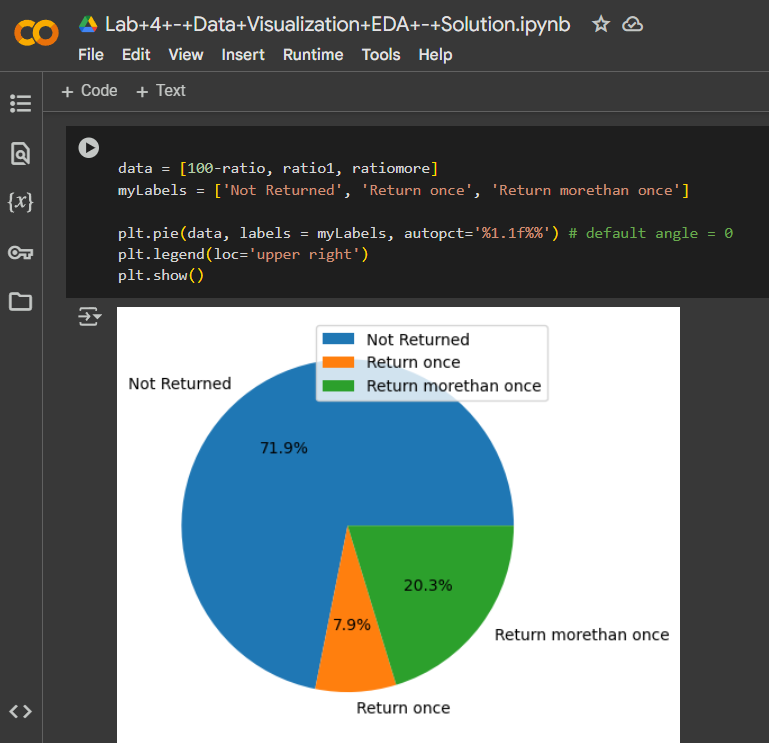 Lab+4+-+Data+Visualization+EDA+-+Solution.ipynb
File Edit View Insert Runtime Tools Help
+ Code + Text
{x}
data = [100-ratio, ratio1, ratiomore]
myLabels = ['Not Returned', 'Return once', 'Return morethan once']
plt.pie(data, labels = myLabels, autopct='%1.1f%%') # default angle = 0
plt.legend(loc='upper right')
plt.show()
Not Returned
Return once
Return morethan once
Not Returned
71.9%
20.3%
7.9%
Return morethan once
Return once